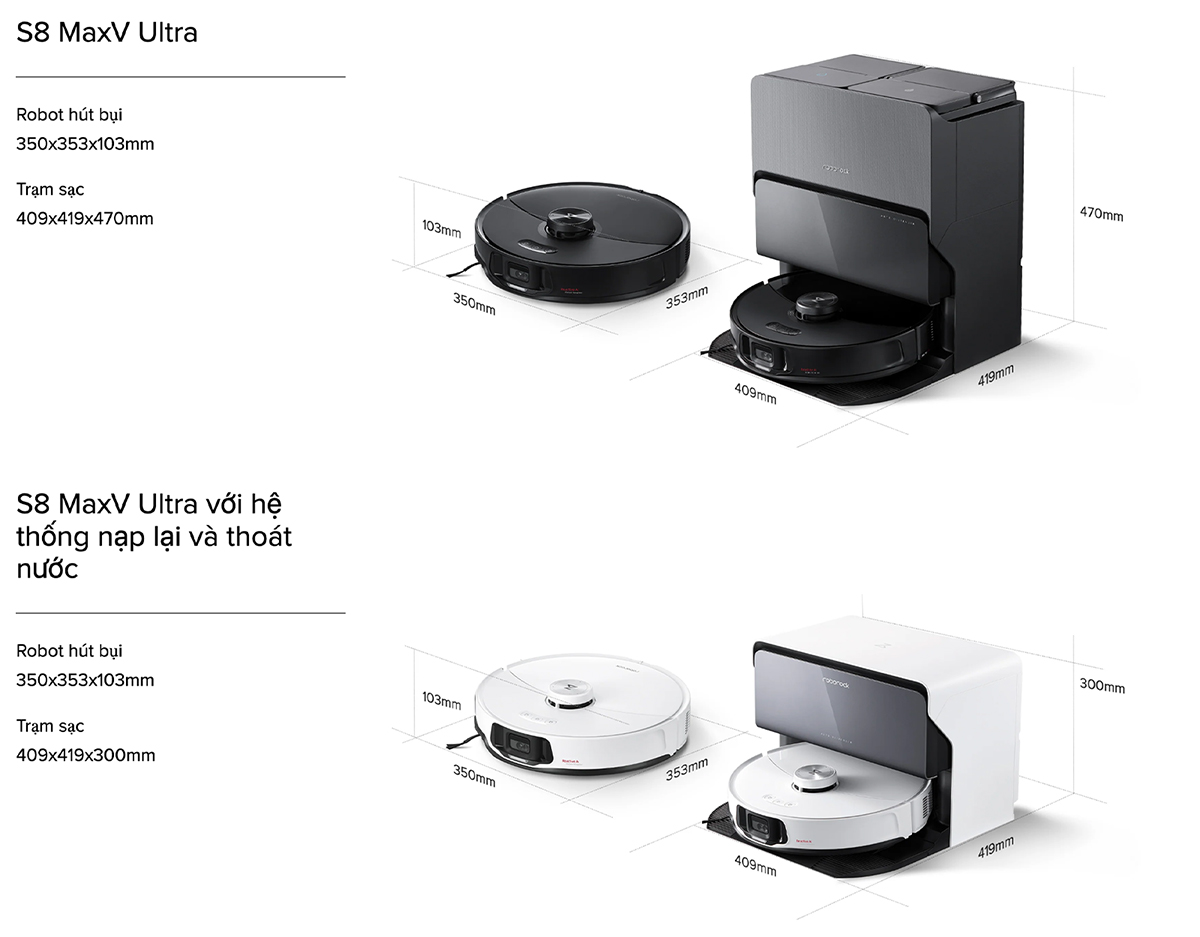 S8 MaxV Ultra
Robot hút bụi
350x353x103mm
Trạm sạc
409x419x470mm
103mm
350mm
353mm
roborock
470mm
409mm
419mm
S8 MaxV Ultra với hệ
thống nạp lại và thoát
nước
Robot hút bụi
350x353x103mm
Trạm sạc
409x419x300mm
103mm
350mm
353mm
roborock
300mm
409mm
419mm